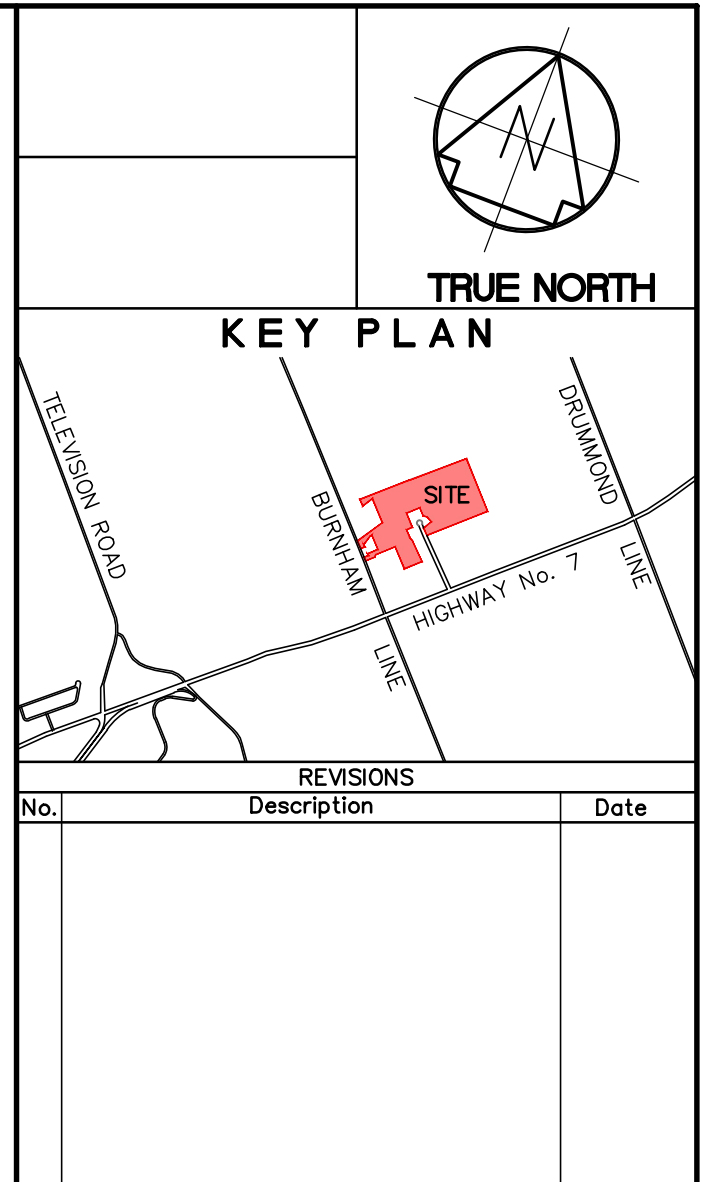 N
TRUE NORTH
KEY PLAN
TELEVISION ROAD
BURNHAM
LINE
SITE
DRUMMOND
LINE
HIGHWAY No. 7
REVISIONS
No. Description Date